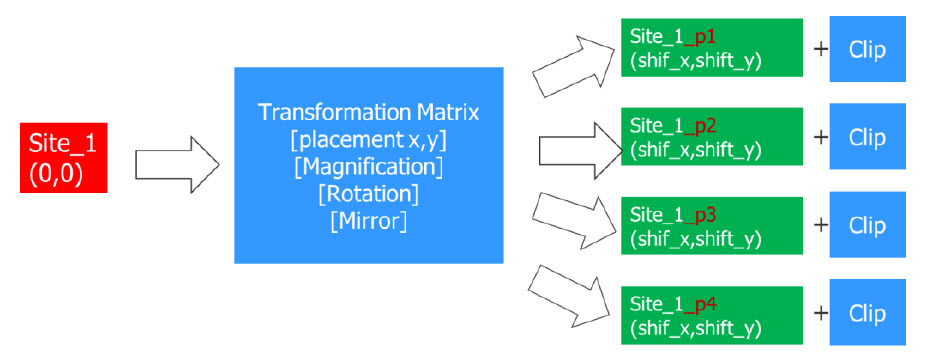 Site_1
(0,0)
Transformation Matrix
[placement x,y]
[Magnification]
[Rotation]
[Mirror]
Site_1_p1
(shif_x,shift_y)
+
Clip
Site_1_p2
(shif_x,shift_y)
+
Clip
Site_1_p3
(shif_x,shift_y)
+
Clip
Site_1_p4
(shif_x,shift_y)
+
Clip